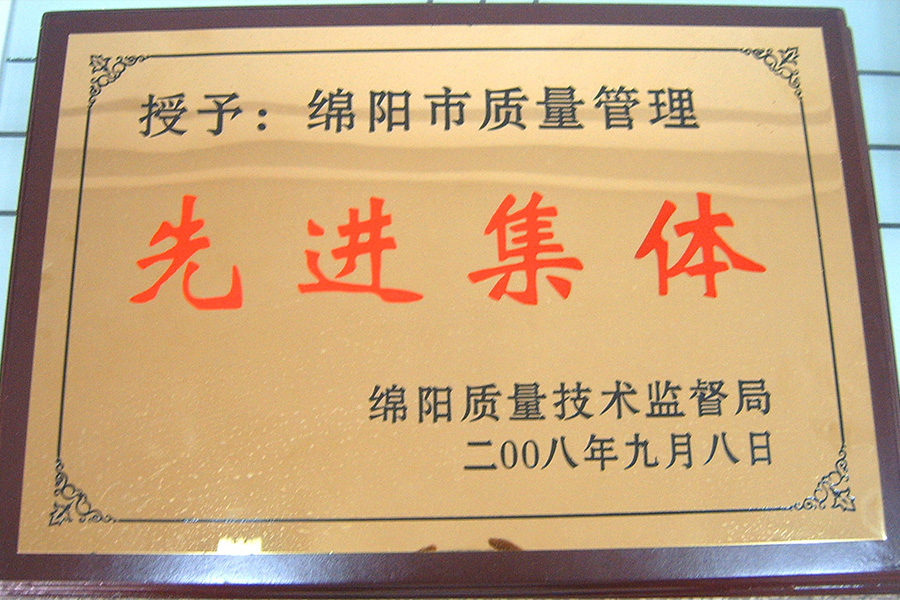 授予：绵阳市质量管理
先进集体
绵阳质量技术监督局
二00八年九月八日